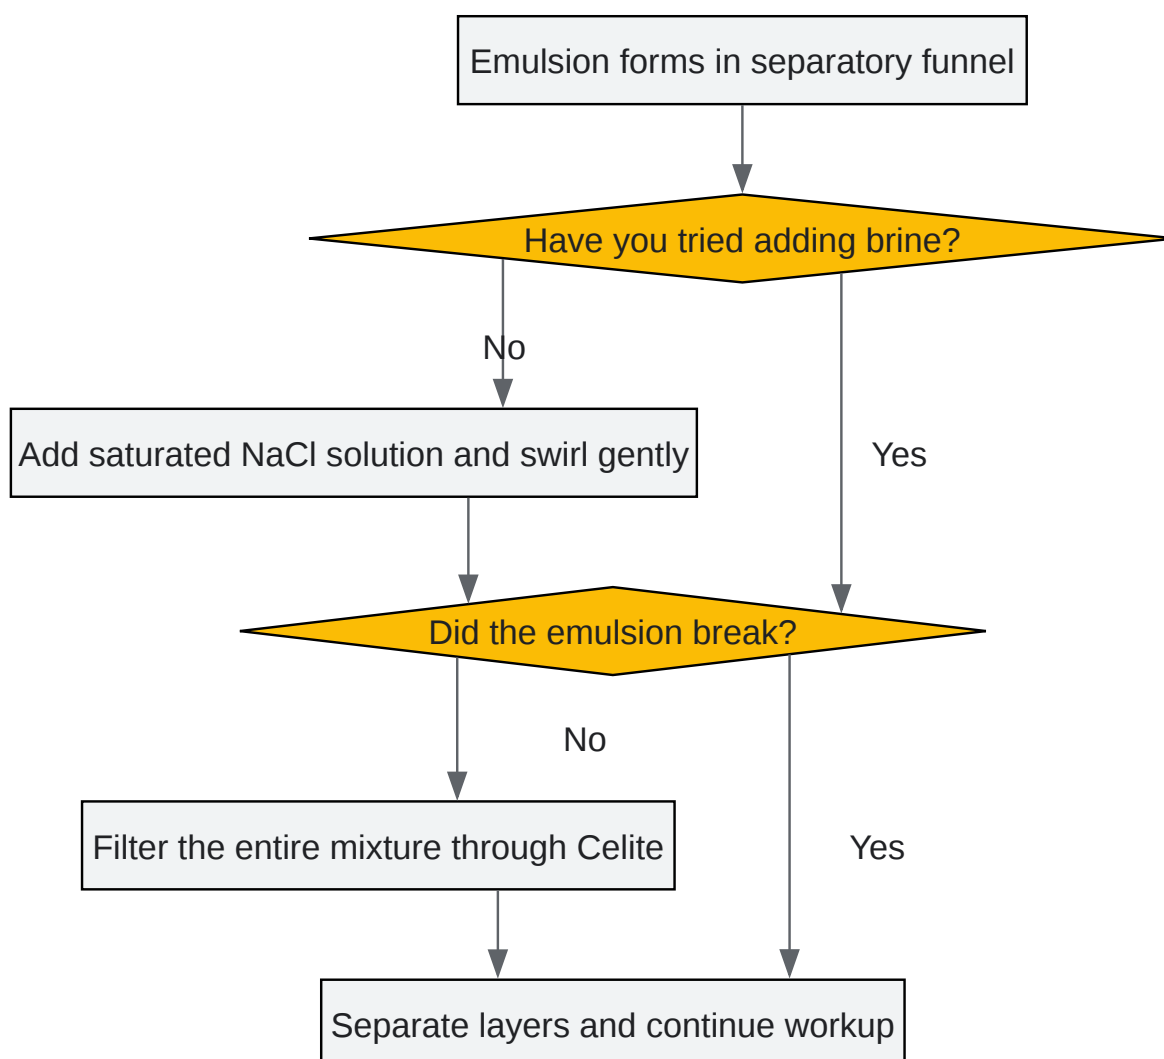 Emulsion forms in separatory funnel
Have you tried adding brine?
No
Add saturated NaCl solution and swirl gently
Yes
Did the emulsion break?
No
Filter the entire mixture through Celite
Yes
Separate layers and continue workup